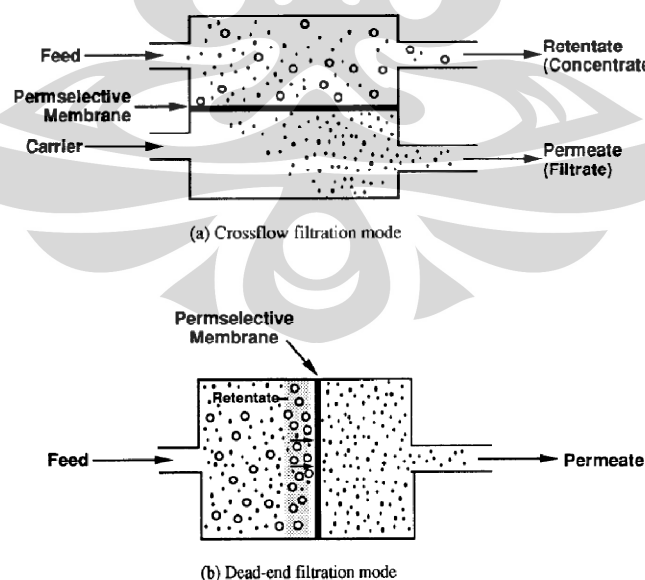 Feed
Retentate
(Concentrate
Permselective
Membrane
Carrier
Permeate
(Filtrate)
(a) Crossflow filtration mode
Permselective
Membrane
Retentate
Feed
Permeate
(b) Dead-end filtration mode